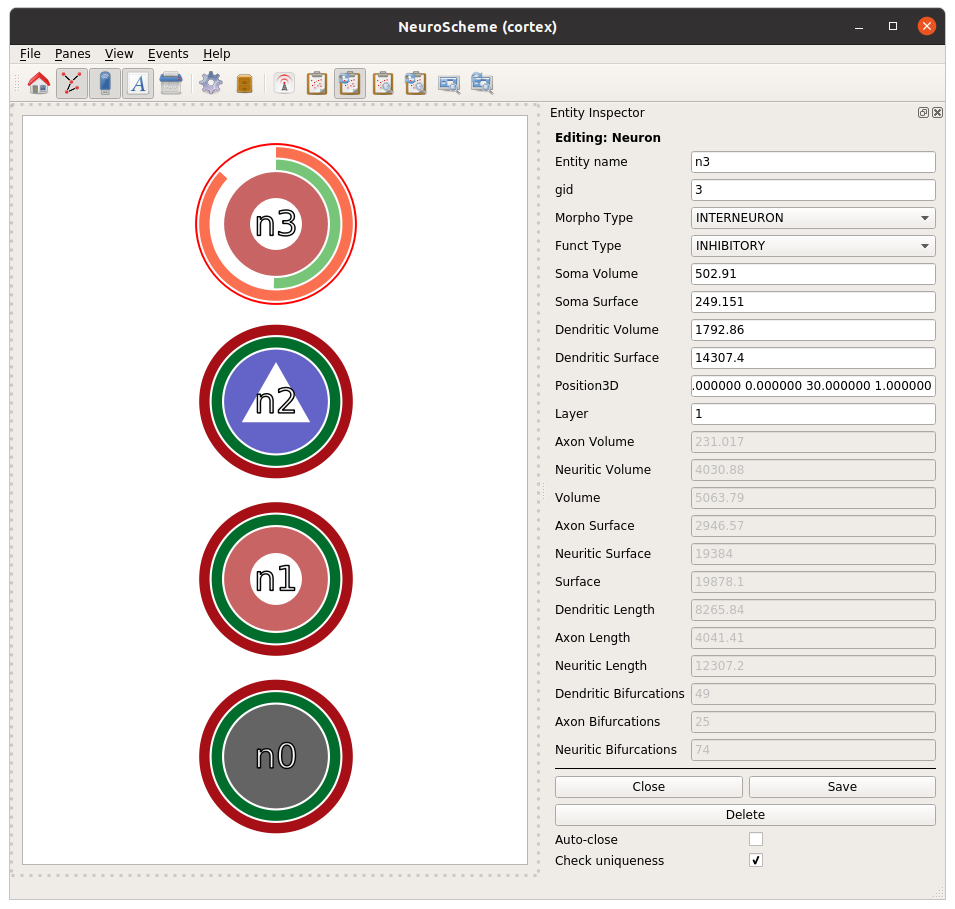 NeuroScheme (cortex)
File Panes View Events Help
A
Entity Inspector
Editing: Neuron
Entity name n3
gid 3
Morpho Type INTERNEURON
Funct Type INHIBITORY
Soma Volume 502.91
Soma Surface 249.151
Dendritic Volume 1792.86
Dendritic Surface 14307.4
Position3D .000000 0.000000 30.000000 1.000000
Layer 1
Axon Volume 231.017
Neuritic Volume 4030.88
Volume 5063.79
Axon Surface 2946.57
Neuritic Surface 19384
Surface 19878.1
Dendritic Length 8265.84
Axon Length 4041.41
Neuritic Length 12307.2
Dendritic Bifurcations 49
Axon Bifurcations 25
Neuritic Bifurcations 74
Close Save
Delete
Auto-close
Check uniqueness
n3
n2
n1
n0